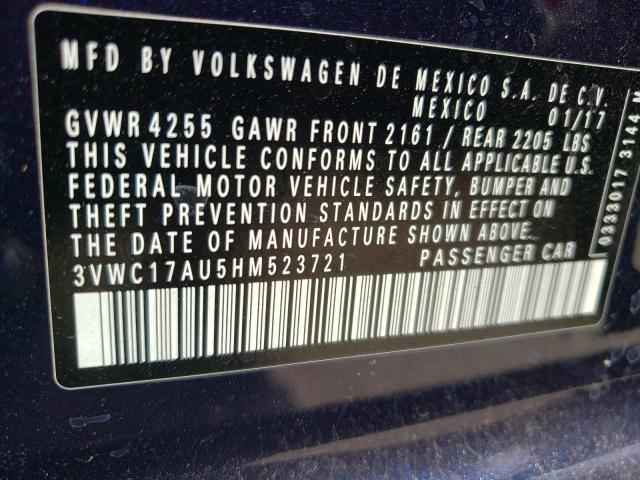 MFD BY VOLKSWAGEN DE MEXICO S.A. DE C.V.
MEXICO 01/17
GVWR 4255 GAWR FRONT 2161 / REAR 2205 LBS
THIS VEHICLE CONFORMS TO ALL APPLICABLE U.S.
FEDERAL MOTOR VEHICLE SAFETY, BUMPER AND
THEFT PREVENTION STANDARDS IN EFFECT ON
THE DATE OF MANUFACTURE SHOWN ABOVE.
3VWC17AU5HM523721 PASSENGER CAR
0333017 3144 M